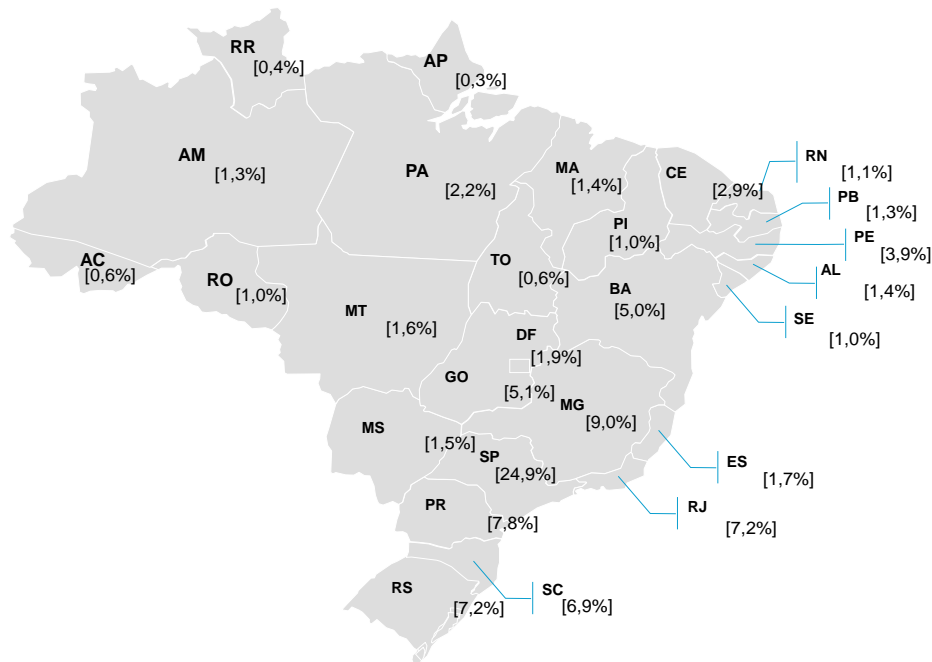 RR
[0,4%]
AP
[0,3%]
AM
[1,3%]
PA
[2,2%]
MA
[1,4%]
CE
[2,9%]
RN
[1,1%]
PB
[1,3%]
PI
[1,0%]
PE
[3,9%]
AC
[0,6%]
RO
[1,0%]
TO
[0,6%]
AL
[1,4%]
BA
[5,0%]
SE
[1,0%]
MT
[1,6%]
DF
[1,9%]
GO
[5,1%]
MG
[9,0%]
MS
[1,5%]
SP
[24,9%]
ES
[1,7%]
PR
[7,8%]
RJ
[7,2%]
RS
[7,2%]
SC
[6,9%]